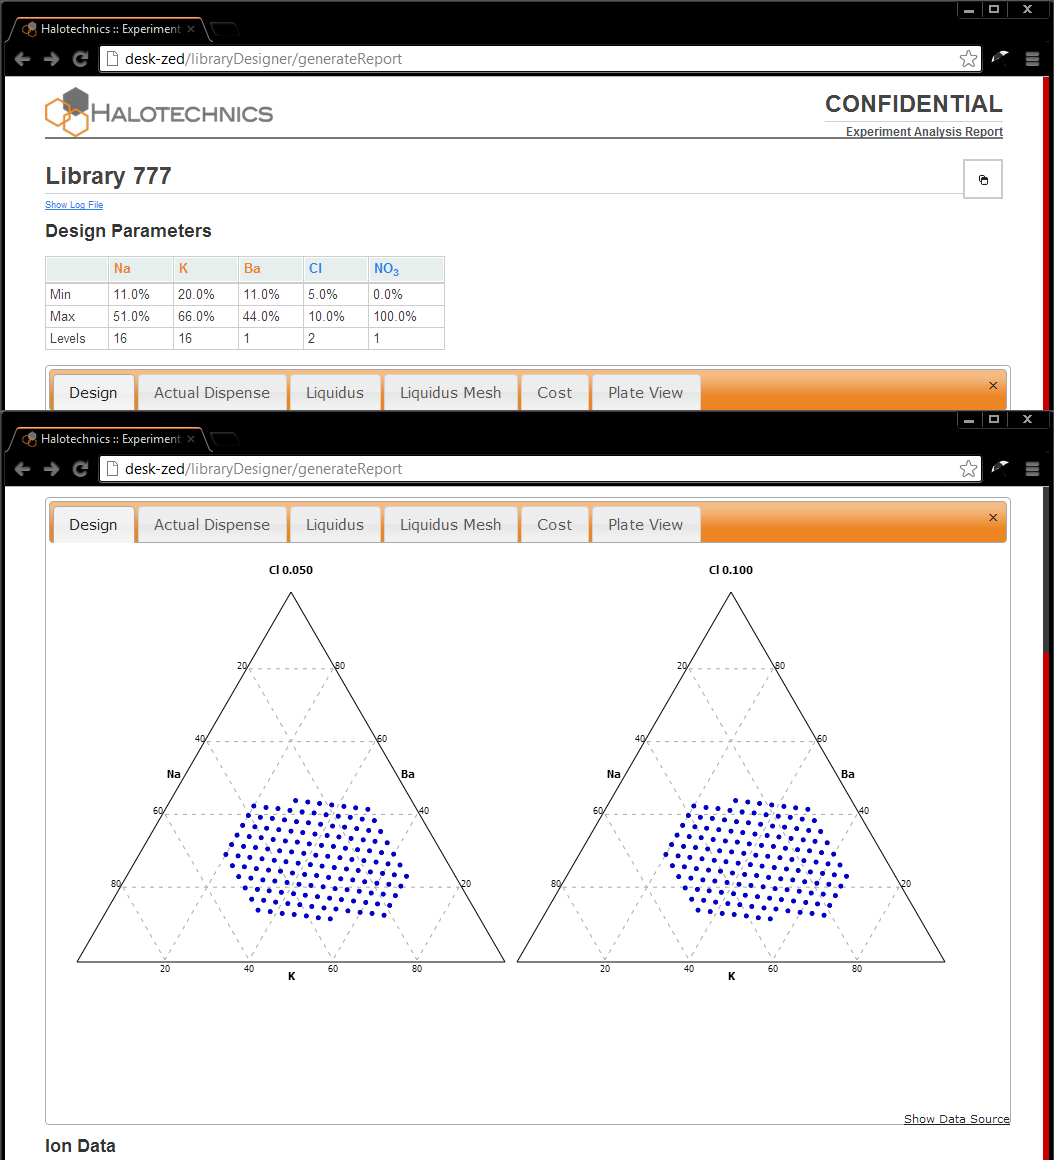 Halotechnics :: Experiment
desk-zed/libraryDesigner/generateReport
HALOTECHNICS
CONFIDENTIAL
Experiment Analysis Report
Library 777
Show Log File
Design Parameters
Na K Ba Cl NO3
Min 11.0% 20.0% 11.0% 5.0% 0.0%
Max 51.0% 66.0% 44.0% 10.0% 100.0%
Levels 16 16 1 2 1
Design Actual Dispense Liquidus Liquidus Mesh Cost Plate View
Halotechnics :: Experiment
desk-zed/libraryDesigner/generateReport
Design Actual Dispense Liquidus Liquidus Mesh Cost Plate View
Cl 0.050 Cl 0.100
20 80 20 80
40 60 40 60
Na Ba Na Ba
60 40 60 40
80 20 80 20
20 40 60 80 20 40 60 80
K K
Show Data Source
Ion Data